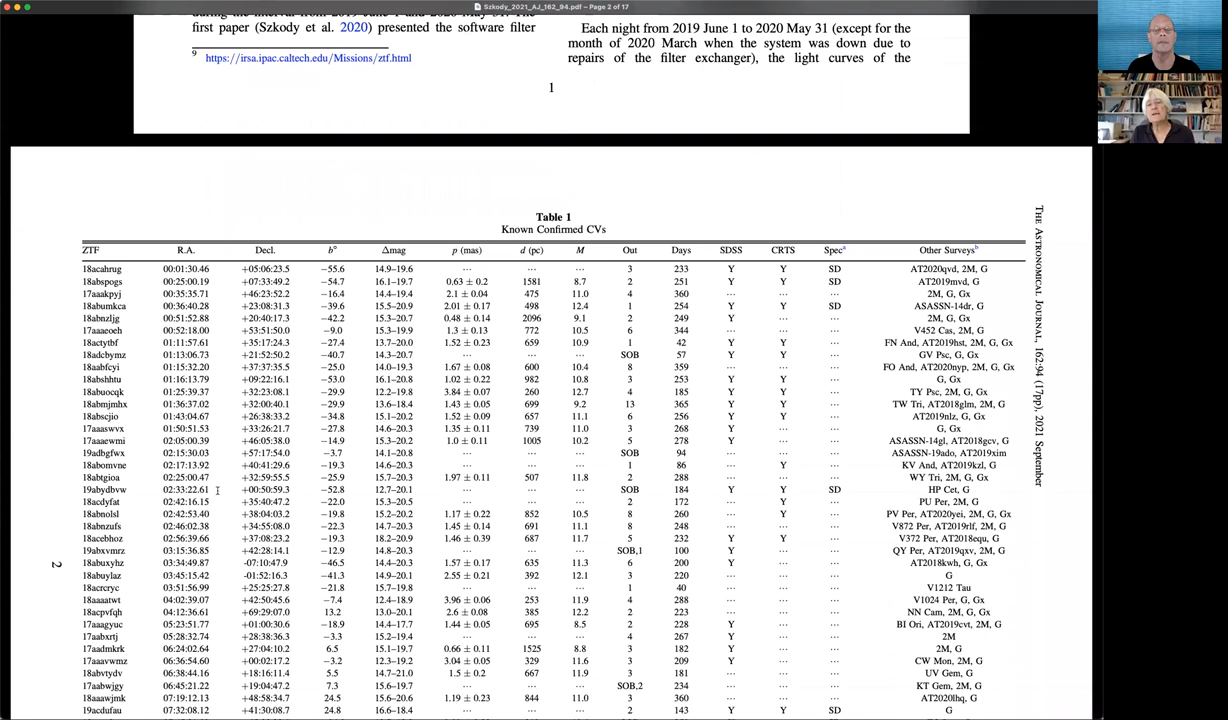 Szkody_2021_AJ_162_94.pdf – Page 2 of 17
first paper (Szkody et al. 2020) presented the software filter
9 https://irsa.ipac.caltech.edu/Missions/ztf.html
Each night from 2019 June 1 to 2020 May 31 (except for the
month of 2020 March when the system was down due to
repairs of the filter exchanger), the light curves of the
1
Table 1
Known Confirmed CVs
ZTF R.A. Decl. b° Δmag p (mas) d (pc) M Out Days SDSS CRTS Specᵃ Other Surveysᵇ
18acahrug 00:01:30.46 +05:06:23.5 −55.6 14.9–19.6 ... ... ... 3 233 Y Y SD AT2020qvd, 2M, G
18abspogs 00:25:00.19 +07:33:49.2 −54.7 16.1–19.7 0.63 ± 0.2 1581 8.7 2 251 Y Y SD AT2019mvd, G
17aaakpyj 00:35:35.71 +46:23:52.2 −16.4 14.4–19.4 2.1 ± 0.04 475 11.0 4 360 ... ... ... 2M, G, Gx
18abumkca 00:36:40.28 +23:08:31.3 −39.6 15.5–20.9 2.01 ± 0.17 498 12.4 1 254 Y Y SD ASASSN-14dr, G
18abnzljg 00:51:52.88 +20:40:17.3 −42.2 15.3–20.7 0.48 ± 0.14 2096 9.1 2 249 Y Y ... 2M, G, Gx
17aaaeoeh 00:52:18.00 +53:51:50.0 −9.0 15.3–19.9 1.3 ± 0.13 772 10.5 6 344 ... ... ... V452 Cas, 2M, G
18actytbf 01:11:57.61 +35:17:24.3 −27.4 13.7–20.0 1.52 ± 0.23 659 10.9 1 42 Y Y ... FN And, AT2019hst, 2M, G, Gx
18adcbymz 01:13:06.73 +21:52:50.2 −40.7 14.3–20.7 ... ... ... SOB 57 Y Y ... GV Psc, G, Gx
18aabfcyi 01:15:32.20 +37:37:35.5 −25.0 14.0–19.3 1.67 ± 0.08 600 10.4 8 359 ... ... ... FO And, AT2020nyp, 2M, G, Gx
18abshhtu 01:16:13.79 +09:22:16.1 −53.0 16.1–20.8 1.02 ± 0.22 982 10.8 3 253 Y Y ... G, Gx
18abuocqk 01:25:39.37 +32:23:08.1 −29.9 12.2–19.8 3.84 ± 0.07 260 12.7 4 185 Y Y ... TY Psc, 2M, G, Gx
18abmjmhx 01:36:37.02 +32:00:40.1 −29.9 13.6–18.4 1.43 ± 0.05 699 9.2 13 365 Y Y ... TW Tri, AT2018glm, 2M, G, Gx
18abscjio 01:43:04.67 +26:38:33.2 −34.8 15.1–20.2 1.52 ± 0.09 657 11.1 6 256 Y Y ... AT2019nlz, G, Gx
17aaaswvx 01:50:51.53 +33:26:21.7 −27.8 14.6–20.3 1.35 ± 0.11 739 11.0 3 268 Y ... ... G, Gx
17aaaewmi 02:05:00.39 +46:05:38.0 −14.9 15.3–20.2 1.0 ± 0.11 1005 10.2 5 278 Y ... ... ASASSN-14gl, AT2018gcv, G
19adbgfwx 02:15:30.03 +57:17:54.0 −3.7 14.1–20.8 ... ... ... SOB 94 ... ... ... ASASSN-19ado, AT2019xim
18abomvne 02:17:13.92 +40:41:29.6 −19.3 14.6–20.3 ... ... ... 1 86 ... Y ... KV And, AT2019kzl, G
18abtgioa 02:25:00.47 +32:59:55.5 −25.9 15.7–20.3 1.97 ± 0.11 507 11.8 2 288 ... ... ... WY Tri, 2M, G
19abydbvw 02:33:22.61 +00:50:59.3 −52.8 12.7–20.1 ... ... ... SOB 184 Y Y SD HP Cet, G
18acdyfat 02:42:16.15 +35:40:47.2 −22.0 15.3–20.5 ... ... ... 2 172 ... Y ... PU Per, 2M, G
18abnolsl 02:42:53.40 +38:04:03.2 −19.8 15.2–20.2 1.17 ± 0.22 852 10.5 8 260 ... Y ... PV Per, AT2020yei, 2M, G, Gx
18abnzufs 02:46:02.38 +34:55:08.0 −22.3 14.7–20.3 1.45 ± 0.14 691 11.1 8 248 ... ... ... V872 Per, AT2019rlf, 2M, G
18acebhoz 02:56:39.66 +37:08:23.2 −19.3 18.2–20.9 1.46 ± 0.39 687 11.7 5 232 Y Y ... V372 Per, AT2018equ, G
19abxvmrz 03:15:36.85 +42:28:14.1 −12.9 14.8–20.3 ... ... ... SOB,1 100 Y ... ... QY Per, AT2019qxv, 2M, G
18abuxyhz 03:34:49.87 -07:10:47.9 −46.5 14.4–20.3 1.57 ± 0.17 635 11.3 6 200 Y ... ... AT2018kwh, G, Gx
18abuylaz 03:45:15.42 -01:52:16.3 −41.3 14.9–20.1 2.55 ± 0.21 392 12.1 3 220 ... ... ... G
18acrcryc 03:51:56.99 +25:25:27.8 −21.8 15.7–19.8 ... ... ... 1 40 ... ... ... V1212 Tau
18aaaatwt 04:02:39.07 +42:50:45.6 −7.4 12.4–18.9 3.96 ± 0.06 253 11.9 4 288 ... ... ... V1024 Per, G, Gx
18acpvfqh 04:12:36.61 +69:29:07.0 13.2 13.0–20.1 2.6 ± 0.08 385 12.2 2 223 ... ... ... NN Cam, 2M, G, Gx
17aaagyuc 05:23:51.77 +01:00:30.6 −18.9 14.4–17.7 1.44 ± 0.05 695 8.5 2 228 Y ... ... BI Ori, AT2019cvt, 2M, G
17aabxrtj 05:28:32.74 +28:38:36.3 −3.3 15.2–19.4 ... ... ... 4 267 Y ... ... 2M
17aadmkrk 06:24:02.64 +27:04:10.2 6.5 15.1–19.7 0.66 ± 0.11 1525 8.8 3 182 Y ... ... 2M, G
17aaavwmz 06:36:54.60 +00:02:17.2 −3.2 12.3–19.2 3.04 ± 0.05 329 11.6 3 209 Y ... ... CW Mon, 2M, G
18abvtydv 06:38:44.16 +18:16:11.4 5.5 14.7–21.0 1.5 ± 0.2 667 11.9 3 181 ... ... ... UV Gem, G
17aabwjgy 06:45:21.22 +19:04:47.2 7.3 15.6–19.7 ... ... ... SOB,2 234 ... ... ... KT Gem, 2M, G
18aaawjmk 07:19:12.13 +48:58:34.7 24.5 15.6–20.6 1.19 ± 0.23 844 11.0 3 360 ... ... ... AT2020lhq, G
19acdufau 07:32:08.12 +41:30:08.7 24.8 16.6–18.4 ... ... ... 2 143 Y Y SD G
2
THE ASTRONOMICAL JOURNAL, 162:94 (17pp), 2021 September